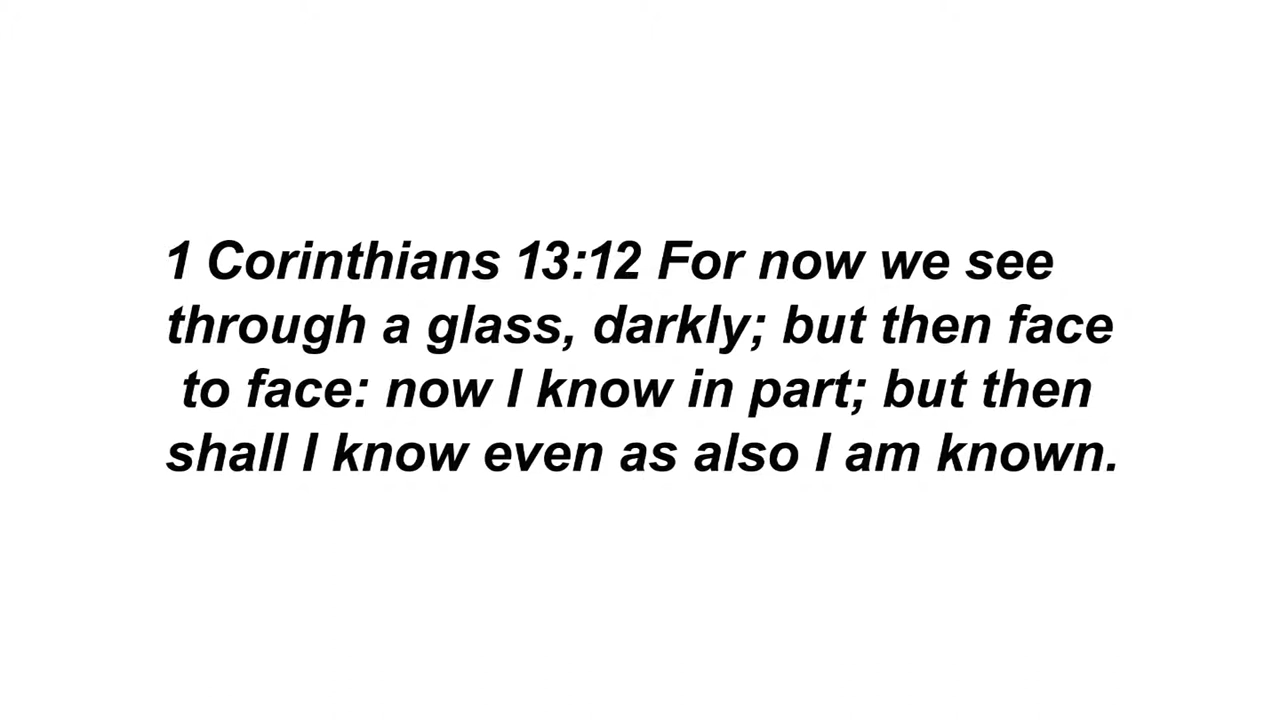 1 Corinthians 13:12 For now we see
through a glass, darkly; but then face
to face: now I know in part; but then
shall I know even as also I am known.